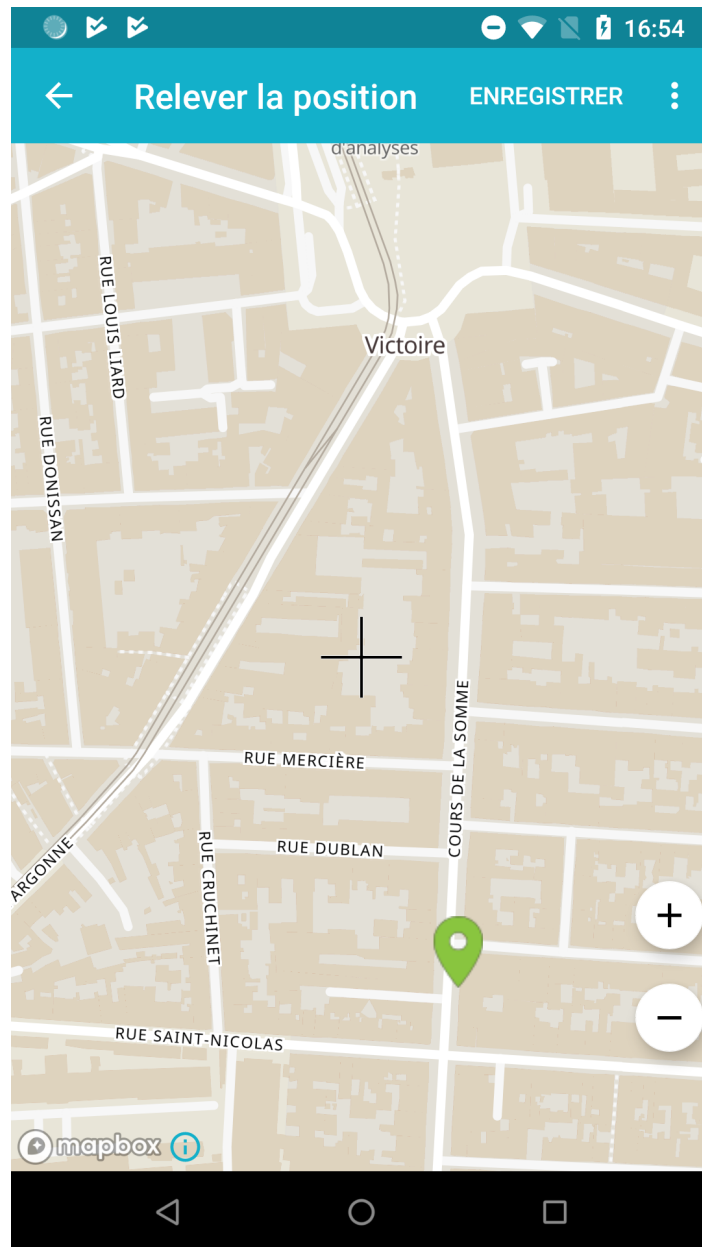 16:54
Relever la position
ENREGISTRER
d'analyses
Victoire
RUE LOUIS LIARD
RUE DONISSAN
RUE MERCIÈRE
COURS DE LA SOMME
RUE DUBLAN
ARGONNE
RUE CRUCHINET
RUE SAINT-NICOLAS
mapbox